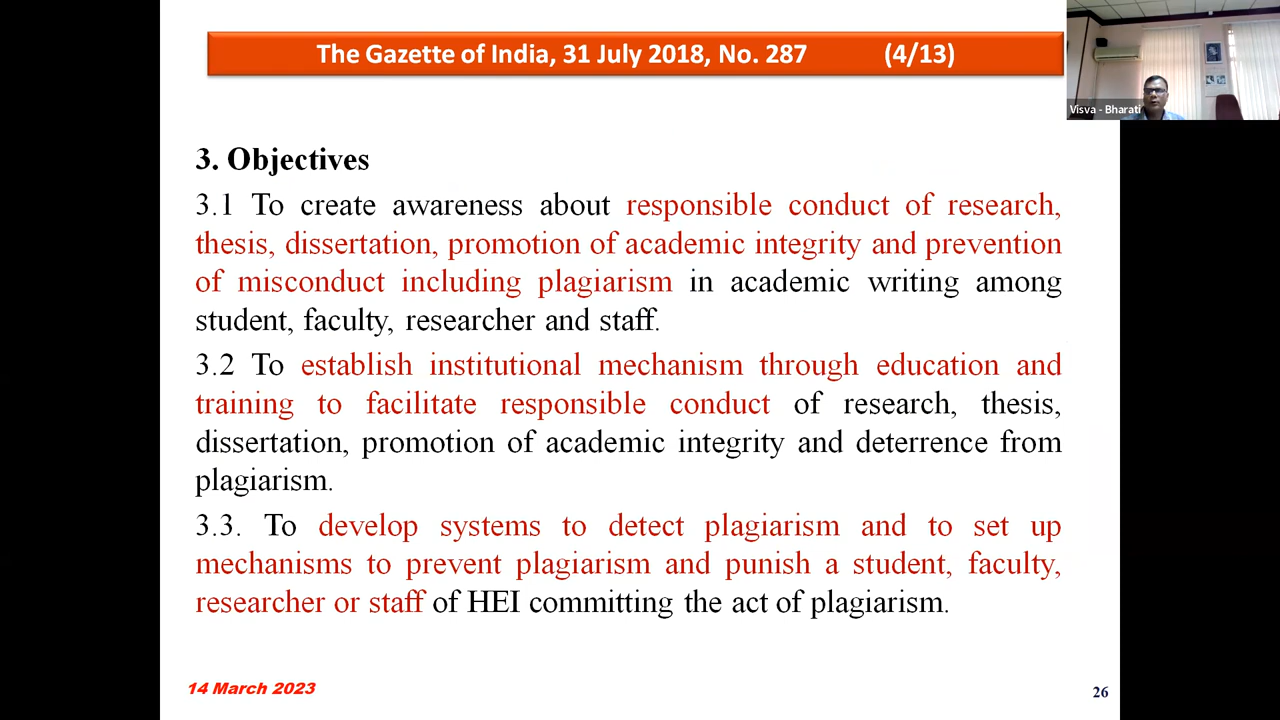 The Gazette of India, 31 July 2018, No. 287 (4/13)
Visva - Bharati
3. Objectives
3.1 To create awareness about responsible conduct of research,
thesis, dissertation, promotion of academic integrity and prevention
of misconduct including plagiarism in academic writing among
student, faculty, researcher and staff.
3.2 To establish institutional mechanism through education and
training to facilitate responsible conduct of research, thesis,
dissertation, promotion of academic integrity and deterrence from
plagiarism.
3.3. To develop systems to detect plagiarism and to set up
mechanisms to prevent plagiarism and punish a student, faculty,
researcher or staff of HEI committing the act of plagiarism.
14 March 2023
26